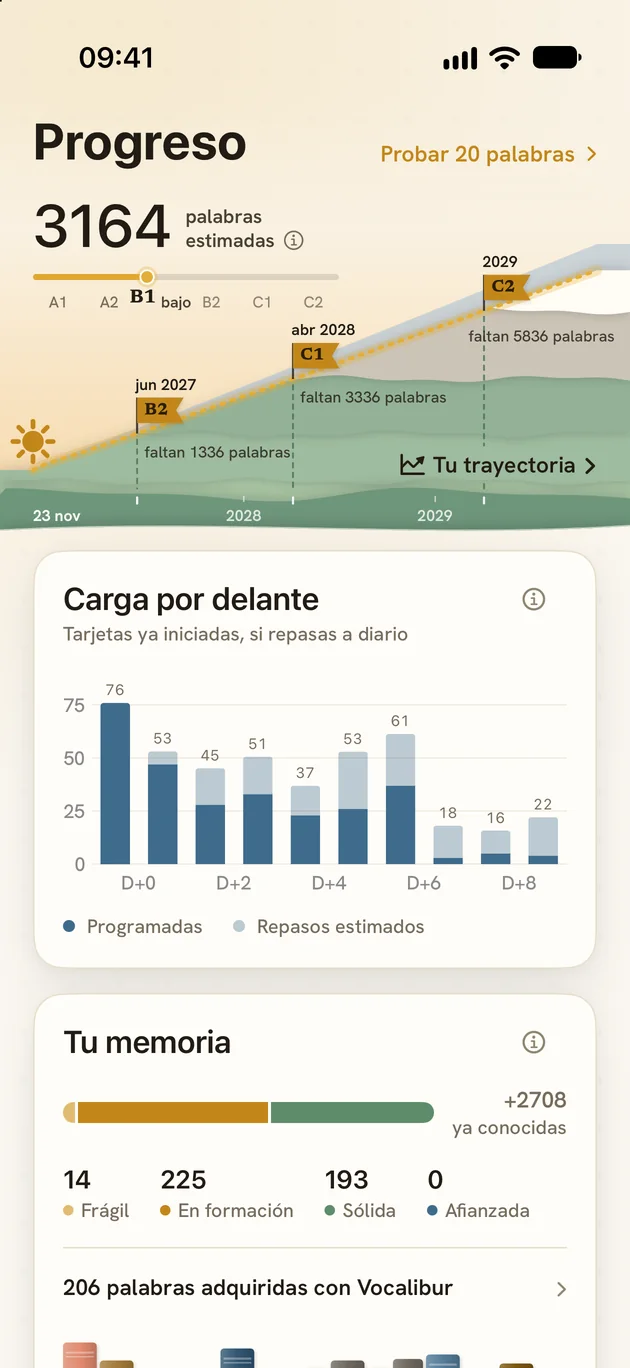 09:41
Progreso
Probar 20 palabras
3164
palabras
estimadas
A1 A2 B1 bajo B2 C1 C2
2029
C2
faltan 5836 palabras
abr 2028
C1
faltan 3336 palabras
jun 2027
B2
faltan 1336 palabras
Tu trayectoria
23 nov 2028 2029
Carga por delante
Tarjetas ya iniciadas, si repasas a diario
76
75
53
45
51
37
53
61
18
16
22
50
25
0
D+0 D+2 D+4 D+6 D+8
Programadas Repasos estimados
Tu memoria
+2708
ya conocidas
14 225 193 0
Frágil En formación Sólida Afianzada
206 palabras adquiridas con Vocalibur